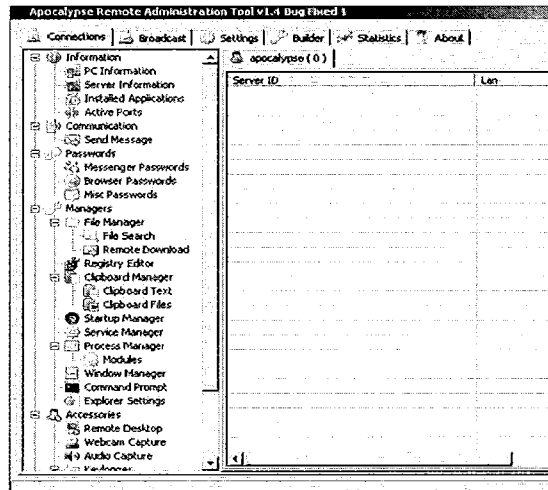 Apocalypse Remote Administration Tool v1.4 Bug Fixed $
Connections Broadcast Settings Builder Statistics About
Information
PC Information
Server Information
Installed Applications
Active Ports
Communication
Send Message
Passwords
Messenger Passwords
Browser Passwords
Misc Passwords
Managers
File Manager
File Search
Remote Download
Registry Editor
Clipboard Manager
Clipboard Text
Clipboard Files
Startup Manager
Service Manager
Process Manager
Modules
Window Manager
Command Prompt
Explorer Settings
Accessories
Remote Desktop
Webcam Capture
Audio Capture
Keylogger
apocalypse ( 0 )
Server ID Lan